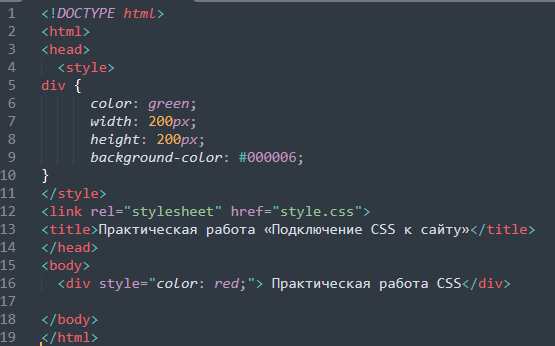 1 <!DOCTYPE html>
2 <html>
3 <head>
4 <style>
5 div {
6 color: green;
7 width: 200px;
8 height: 200px;
9 background-color: #000006;
10 }
11 </style>
12 <link rel="stylesheet" href="style.css">
13 <title>Практическая работа «Подключение CSS к сайту»</title>
14 </head>
15 <body>
16 <div style="color: red;"> Практическая работа CSS</div>
17
18 </body>
19 </html>